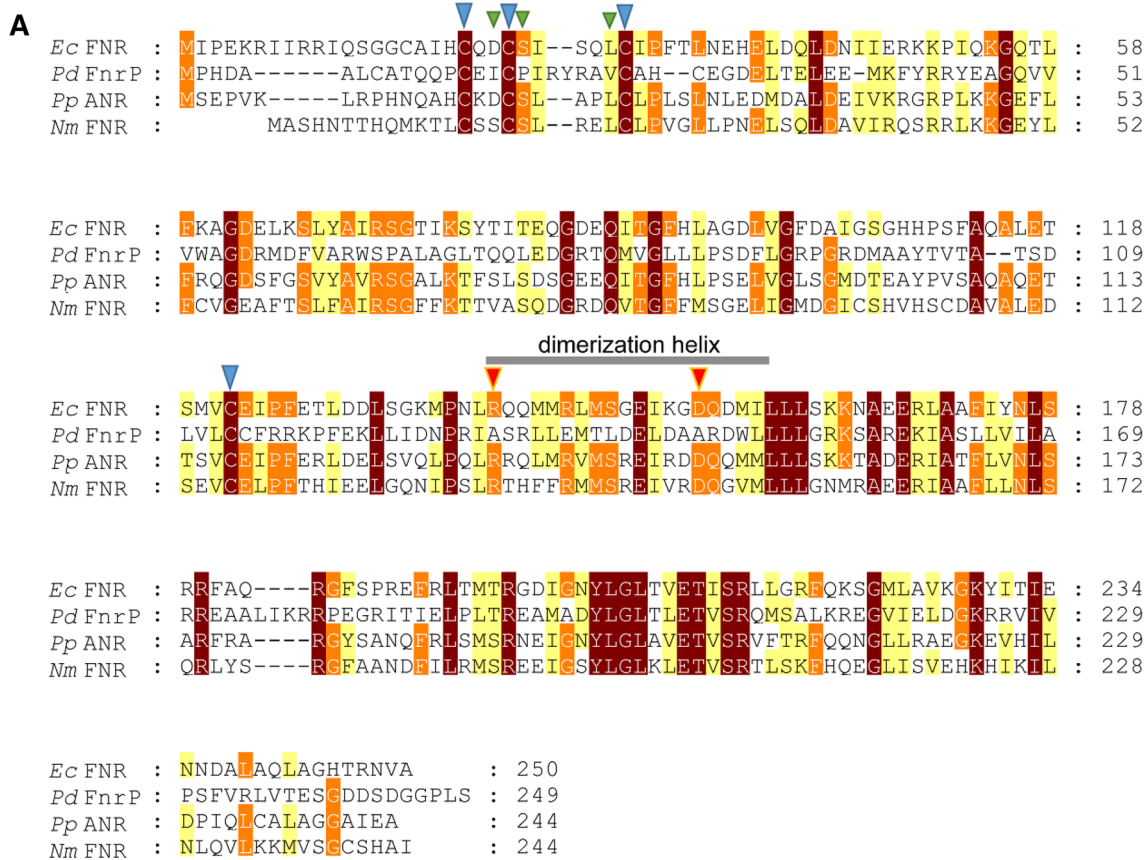 A
Ec FNR : MIPEKRIIRRIQSGGCAIHCQDCSI--SQLCIPFTLNEHELDQLDNIIERKKPIQKGQTL : 58
Pd FnrP : MPHDA------ALCATQQPCEICPIRYRAVCAH--CEGDELTELEE-MKFYRRYEAGQVV : 51
Pp ANR : MSEPVK-----LRPHNQAHCKDCSL--APLCLPLSLNLEDMDALDEIVKRGRPLKKGEFL : 53
Nm FNR : MASHNTTHQMKTLCSSCSL--RELCLPVGLLPNELSQLDAVIRQSRRLKKGEYL : 52
Ec FNR : FKAGDELKSLYAIRSGTIKSYTITEQGDEQITGFHLAGDLVGFDAIGSGHHPSFAQALET : 118
Pd FnrP : VWAGDRMDFVARWSPALAGLTQQLEDGRTQMVGLLLPSDFLGRPGRDMAAYTVTA--TSD : 109
Pp ANR : FRQGDSFGSVYAVRSGALKTFSLSDSGEEQITGFHLPSELVGLSGMDTEAYPVSAQAQET : 113
Nm FNR : FCVGEAFTSLFAIRSGFFKTTVASQDGRDQVTGFFMSGELIGMDGICSHVHSCDAVALED : 112
dimerization helix
Ec FNR : SMVCEIPFETLDDLSGKMPNLRQQMMRLMSGEIKGDQDMILLLSKKNAEERLAAFIYNLS : 178
Pd FnrP : LVLCCFRRKPFEKLLIDNPRIASRLLEMTLDELDAARDWLLLLGRKSAREKIASLLVILA : 169
Pp ANR : TSVCEIPFERLDELSVQLPQLRRQLMRVMSREIRDDQQMMLLLSKKTADERIATFLVNLS : 173
Nm FNR : SEVCELPFTHIEELGQNIPSLRTHFFRMMSREIVRDQGVMLLLGNMRAEERIAAFLLNLS : 172
Ec FNR : RRFAQ----RGFSPREFRLTMTRGDIGNYLGLTVETISRLLGRFQKSGMLAVKGKYITIE : 234
Pd FnrP : RREAALIKRRPEGRITIELPLTREAMADYLGLTLETVSRQMSALKREGVIELDGKRRVIV : 229
Pp ANR : ARFRA----RGYSANQFRLSMSRNEIGNYLGLAVETVSRVFTRFQQNGLLRAEGKEVHIL : 229
Nm FNR : QRLYS----RGFAANDFILRMSREEIGSYLGLKLETVSRTLSKFHQEGLISVEHKHIKIL : 228
Ec FNR : NNDALAQLAGHTRNVA : 250
Pd FnrP : PSFVRLVTESGDDSDGGPLS : 249
Pp ANR : DPIQLCALAGGAIEA : 244
Nm FNR : NLQVLKKMVSGCSHAI : 244